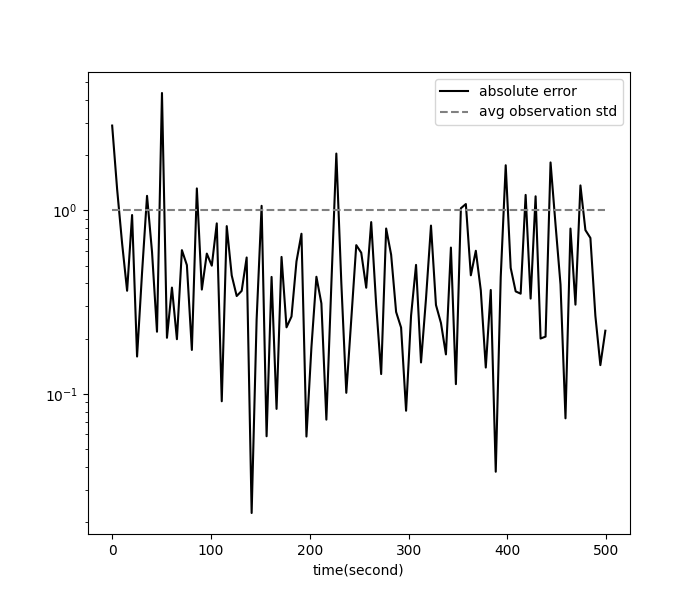 absolute error
avg observation std
10⁰
10⁻¹
0 100 200 300 400 500
time(second)